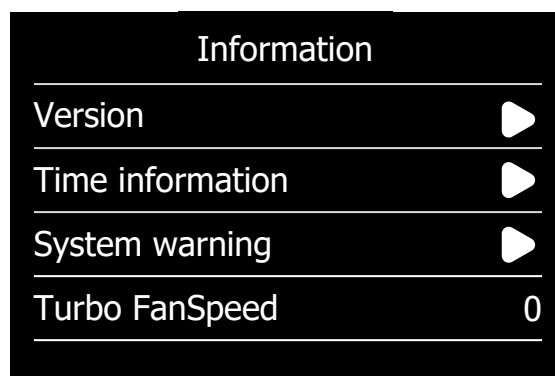 Information
Version
Time information
System warning
Turbo FanSpeed 0